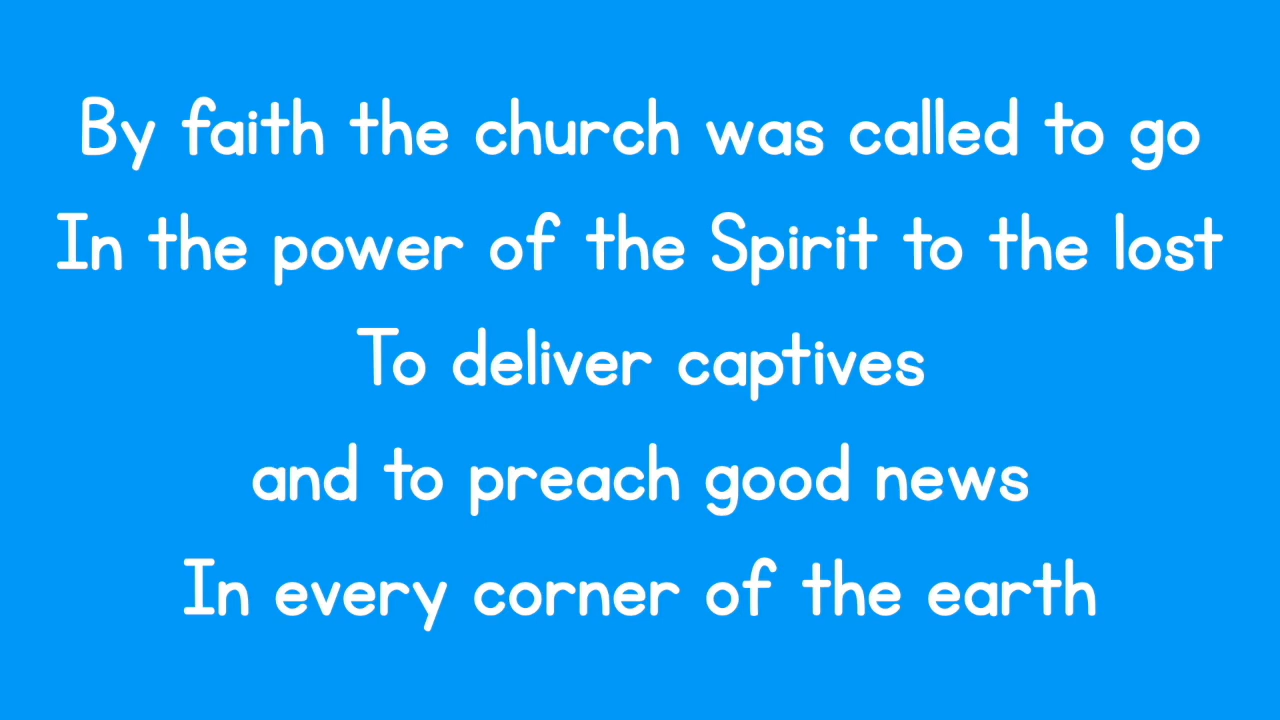 By faith the church was called to go
In the power of the Spirit to the lost
To deliver captives
and to preach good news
In every corner of the earth